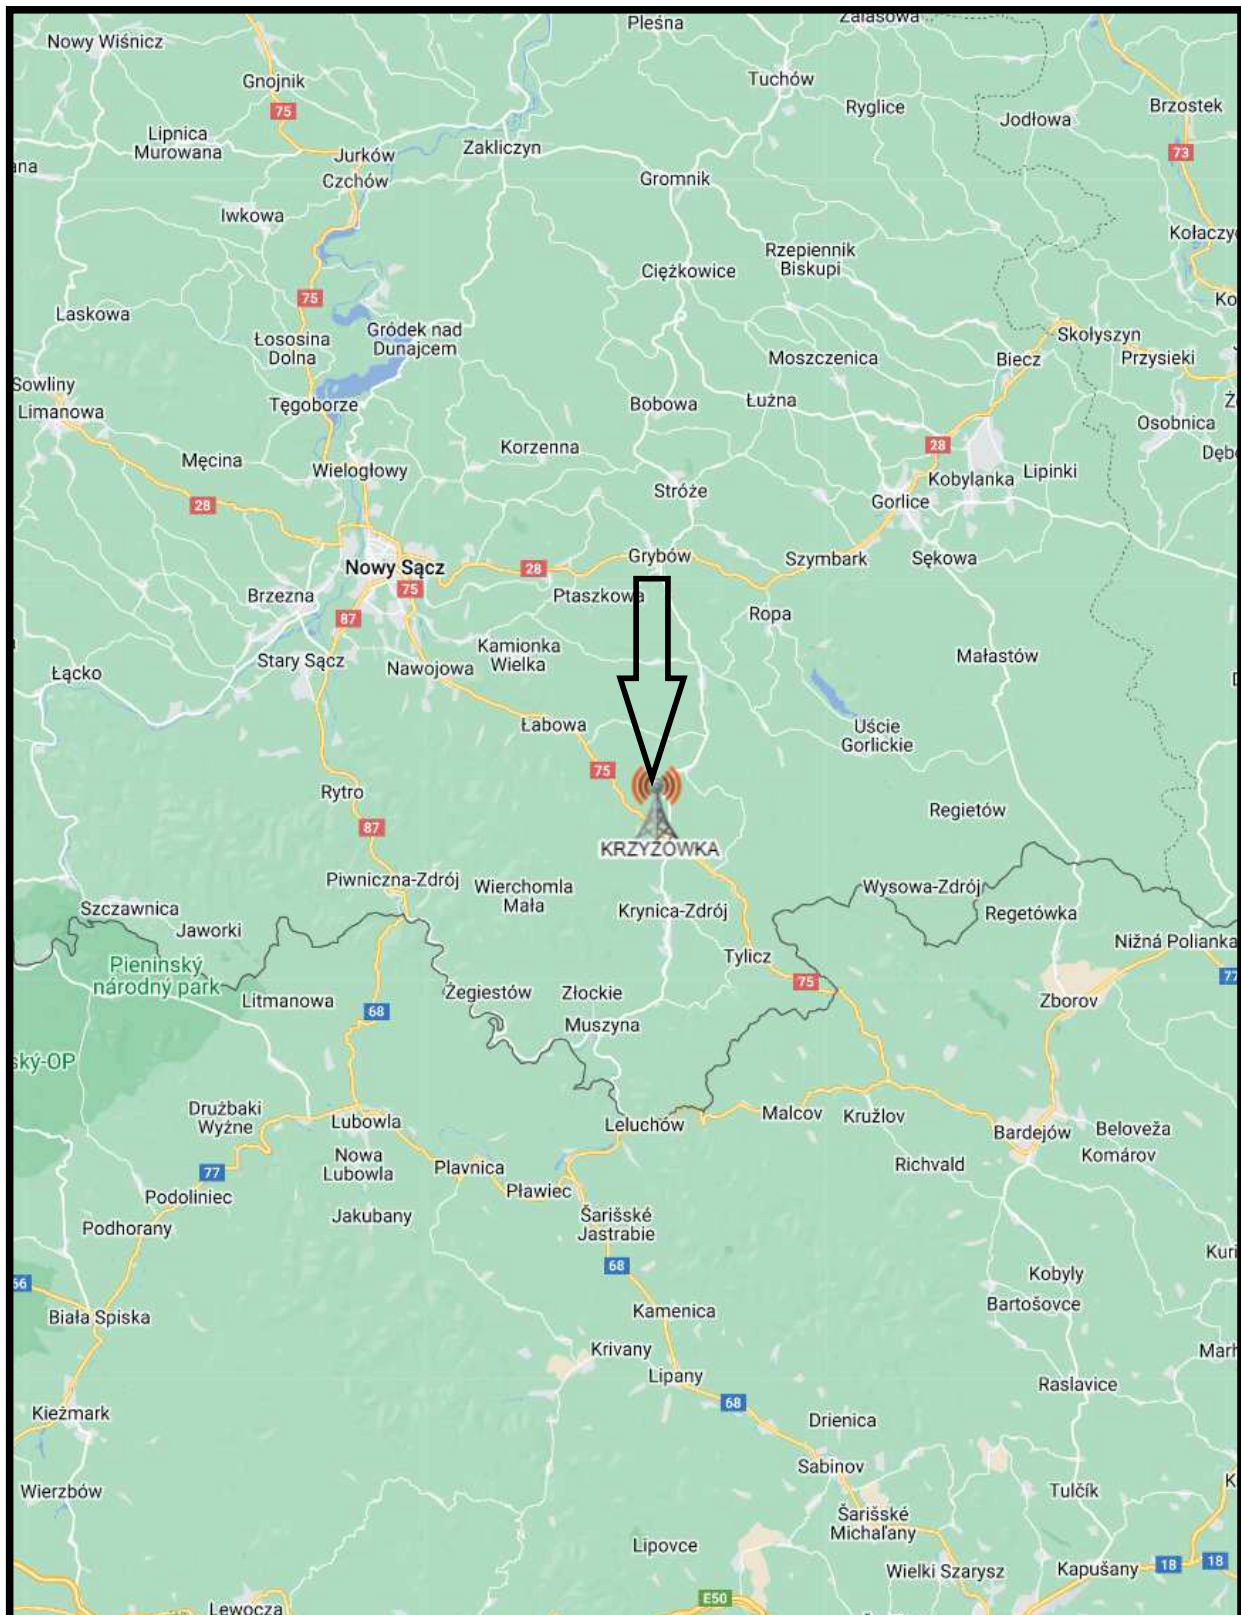 Pleśna
Zalasowa
Nowy Wiśnicz
Gnojnik
Tuchów
75
Ryglice
Brzostek
Jodłowa
Lipnica
Murowana
Jurków
Zakliczyn
73
Czchów
Gromnik
Iwkowa
Rzepiennik
Biskupi
Ciężkowice
75
Laskowa
Łososina
Dolna
Gródek nad
Dunajcem
Skołyszyn
Moszczenica
Biecz
Przysieki
Sowliny
Limanowa
Tęgoborze
Bobowa
Łużna
Osobnica
28
Korzenna
Męcina
Wielogłowy
Kobylanka
Lipinki
Stróże
Gorlice
28
Nowy Sącz
28
Grybów
Szymbark
Sękowa
75
Brzezna
Ptaszkowa
87
Ropa
Kamionka
Wielka
Stary Sącz
Nawojowa
Małastów
Łącko
Łabowa
Uście
Gorlickie
75
Rytro
Regietów
87
KRZYŻÓWKA
Piwniczna-Zdrój
Wierchomla
Mała
Wysowa-Zdrój
Szczawnica
Krynica-Zdrój
Regetówka
Jaworki
Nižná Polianka
Tylicz
Pieninský
národný park
77
75
Litmanowa
Żegiestów
Złockie
Zborov
68
Muszyna
ský-OP
Drużbaki
Wyżne
Lubowla
Leluchów
Malcov
Kružlov
Bardejów
Beloveža
Komárov
Nowa
Lubowla
Plavnica
Richvald
77
Podoliniec
Pławiec
Jakubany
Šarišské
Jastrabie
Podhorany
68
66
Kobyly
Bartošovce
Biała Spiska
Kamenica
Krivany
Lipany
Raslavice
68
Kieżmark
Drienica
Sabinov
Wierzbów
Tulčík
Šarišské
Michaľany
Lipovce
Wielki Szarysz
Kapušany
18
18
E50
Lewocza